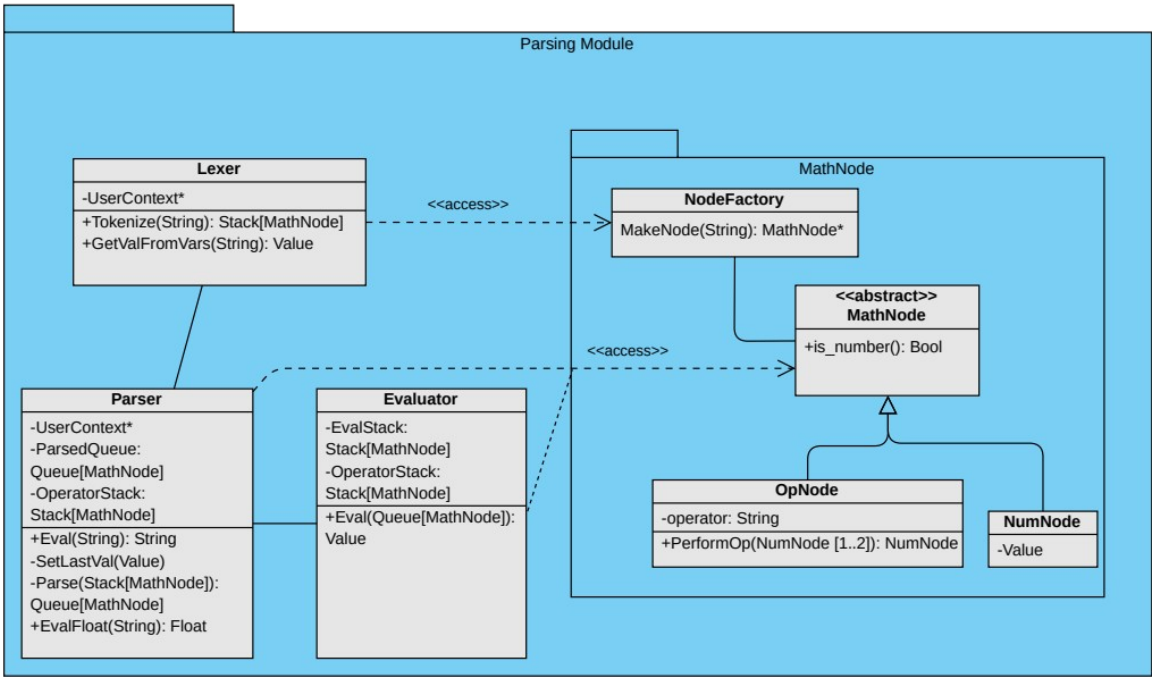 Parsing Module
Lexer
-UserContext*
+Tokenize(String): Stack[MathNode]
+GetValFromVars(String): Value
<<access>>
MathNode
NodeFactory
MakeNode(String): MathNode*
<<abstract>>
MathNode
+is_number(): Bool
<<access>>
Parser
-UserContext*
-ParsedQueue:
Queue[MathNode]
-OperatorStack:
Stack[MathNode]
+Eval(String): String
-SetLastVal(Value)
-Parse(Stack[MathNode]):
Queue[MathNode]
+EvalFloat(String): Float
Evaluator
-EvalStack:
Stack[MathNode]
-OperatorStack:
Stack[MathNode]
+Eval(Queue[MathNode]):
Value
OpNode
-operator: String
+PerformOp(NumNode [1..2]): NumNode
NumNode
-Value